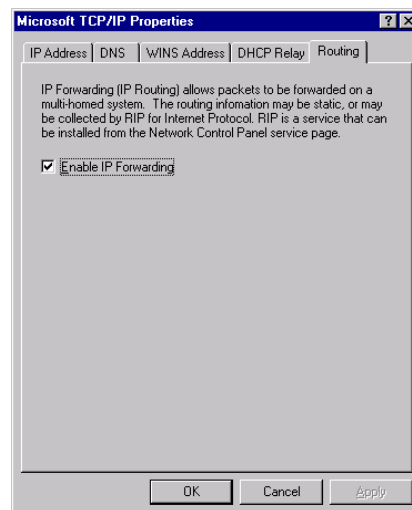 Microsoft TCP/IP Properties
IP Address DNS WINS Address DHCP Relay Routing
IP Forwarding (IP Routing) allows packets to be forwarded on a
multi-homed system. The routing infomation may be static, or may
be collected by RIP for Internet Protocol. RIP is a service that can
be installed from the Network Control Panel service page.
Enable IP Forwarding
OK Cancel Apply